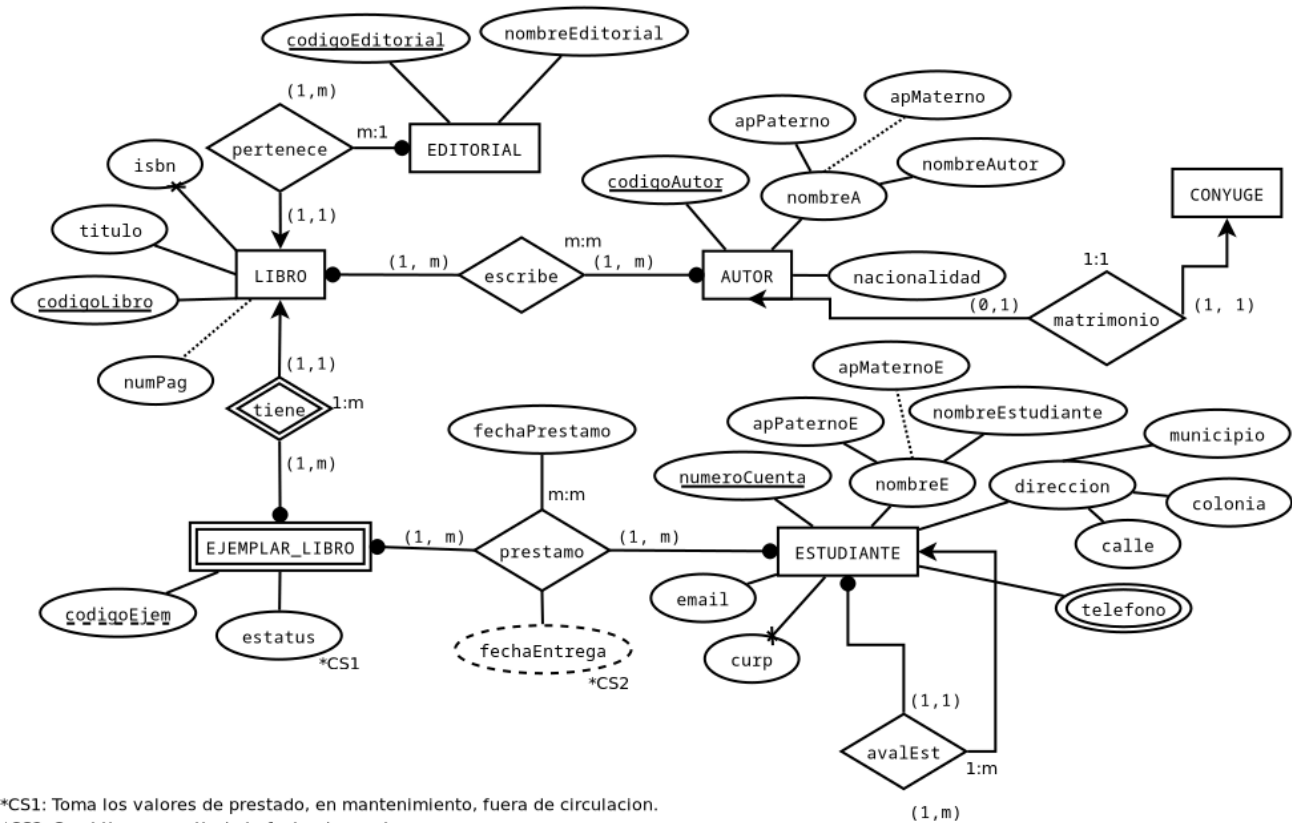 codigoEditorial
nombreEditorial
(1,m)
apMaterno
apPaterno
m:1
pertenece
EDITORIAL
isbn
nombreAutor
codigoAutor
nombreA
CONYUGE
(1,1)
titulo
m:m
LIBRO
(1, m)
escribe
(1, m)
AUTOR
nacionalidad
1:1
codigoLibro
(0,1)
matrimonio
(1, 1)
(1,1)
numPag
apMaternoE
tiene
1:m
nombreEstudiante
fechaPrestamo
apPaternoE
municipio
(1,m)
numeroCuenta
nombreE
direccion
m:m
colonia
EJEMPLAR_LIBRO
(1, m)
prestamo
(1, m)
ESTUDIANTE
calle
codigoEjem
email
telefono
estatus
*CS1
fechaEntrega
*CS2
curp
(1,1)
avalEst
1:m
*CS1: Toma los valores de prestado, en mantenimiento, fuera de circulacion.
(1,m)